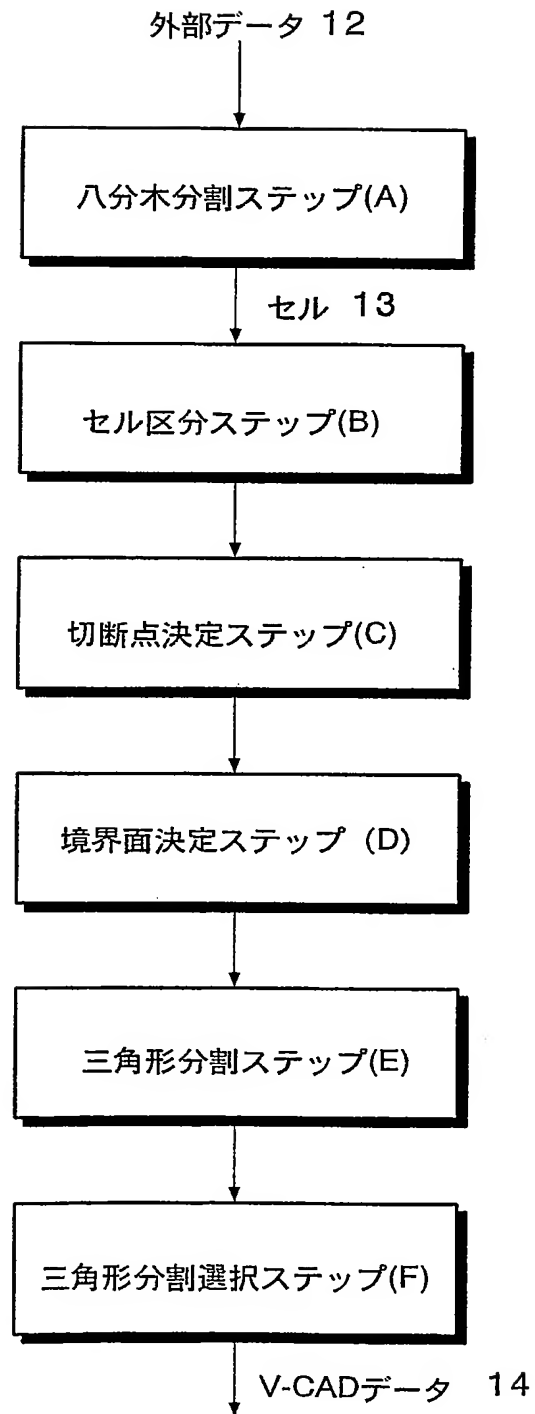 外部データ 12
八分木分割ステップ(A)
セル 13
セル区分ステップ(B)
切断点決定ステップ(C)
境界面決定ステップ (D)
三角形分割ステップ(E)
三角形分割選択ステップ(F)
V-CADデータ 14